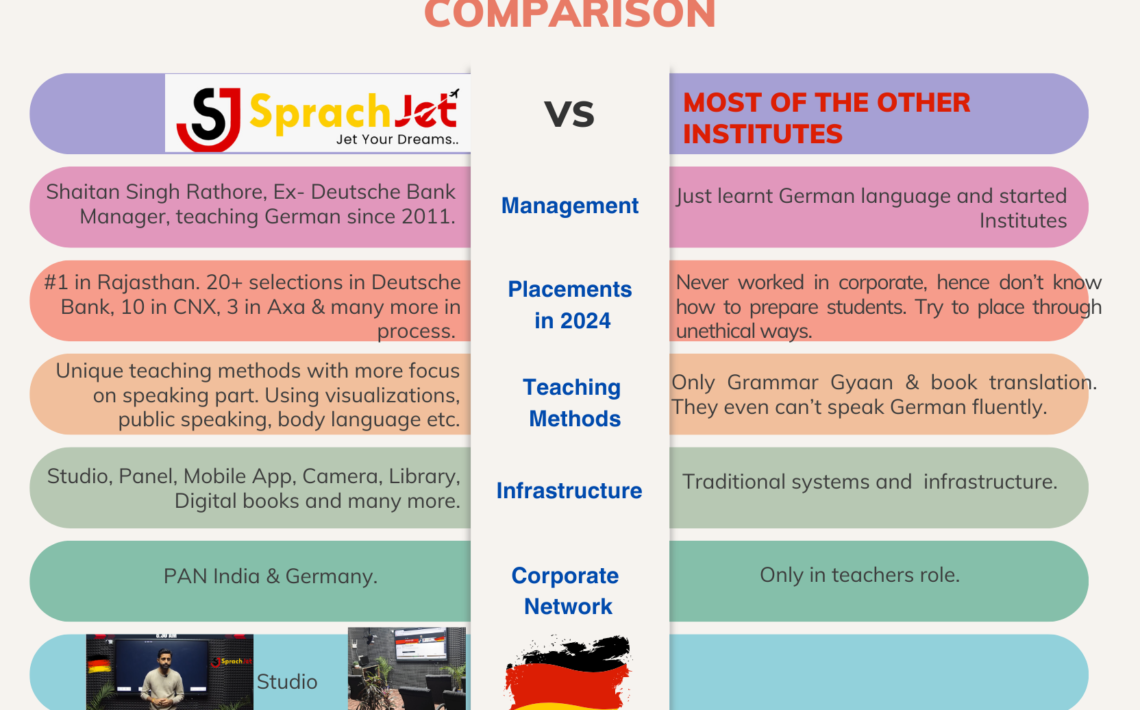 COMPARISON
SJ SprachJet
Jet Your Dreams..
VS
MOST OF THE OTHER
INSTITUTES
Shaitan Singh Rathore, Ex- Deutsche Bank
Manager, teaching German since 2011.
Management
Just learnt German language and started
Institutes
#1 in Rajasthan. 20+ selections in Deutsche
Bank, 10 in CNX, 3 in Axa & many more in
process.
Placements
in 2024
Never worked in corporate, hence don't know
how to prepare students. Try to place through
unethical ways.
Unique teaching methods with more focus
on speaking part. Using visualizations,
public speaking, body language etc.
Teaching
Methods
Only Grammar Gyaan & book translation.
They even can't speak German fluently.
Studio, Panel, Mobile App, Camera, Library,
Digital books and many more.
Infrastructure
Traditional systems and infrastructure.
PAN India & Germany.
Corporate
Network
Only in teachers role.
SprachJet
Studio